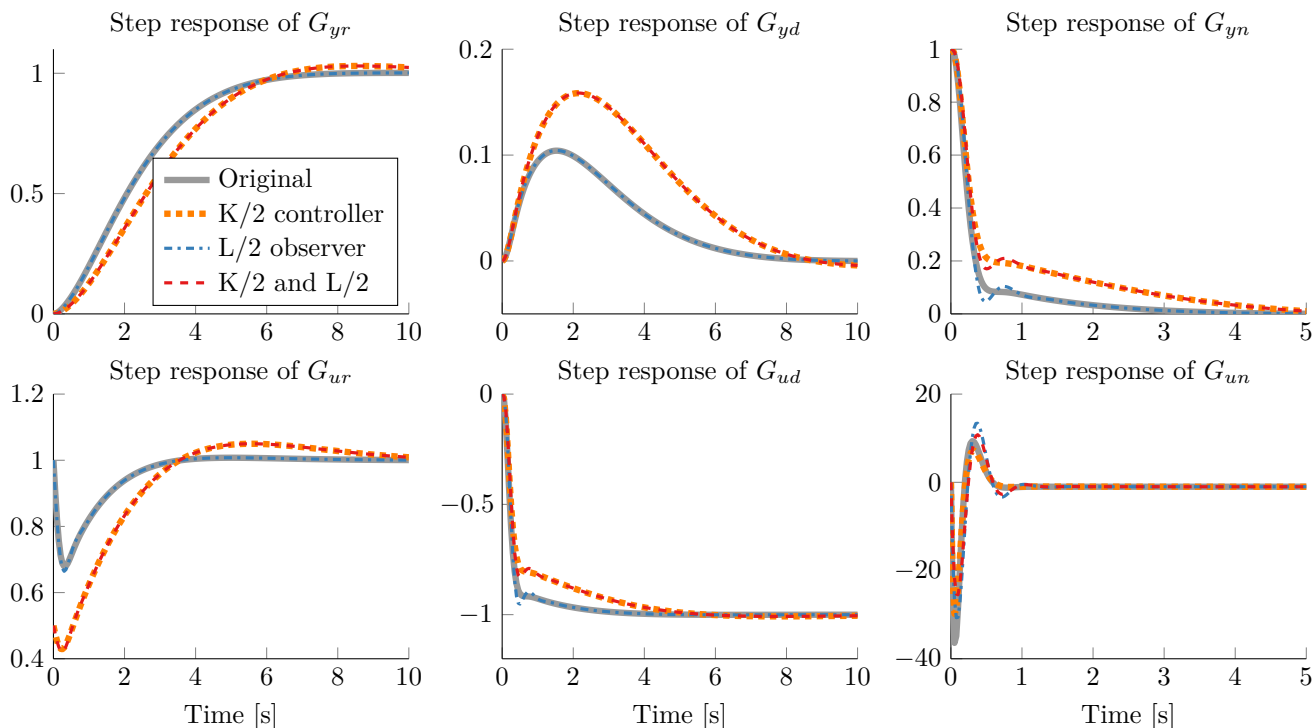 Step response of G_yr
1
0.5
0
0 2 4 6 8 10
Original
K/2 controller
L/2 observer
K/2 and L/2
Step response of G_yd
0.2
0.1
0
0 2 4 6 8 10
Step response of G_yn
1
0.8
0.6
0.4
0.2
0
0 1 2 3 4 5
Step response of G_ur
1.2
1
0.8
0.6
0.4
0 2 4 6 8 10
Time [s]
Step response of G_ud
0
−0.5
−1
0 2 4 6 8 10
Time [s]
Step response of G_un
20
0
−20
−40
0 1 2 3 4 5
Time [s]